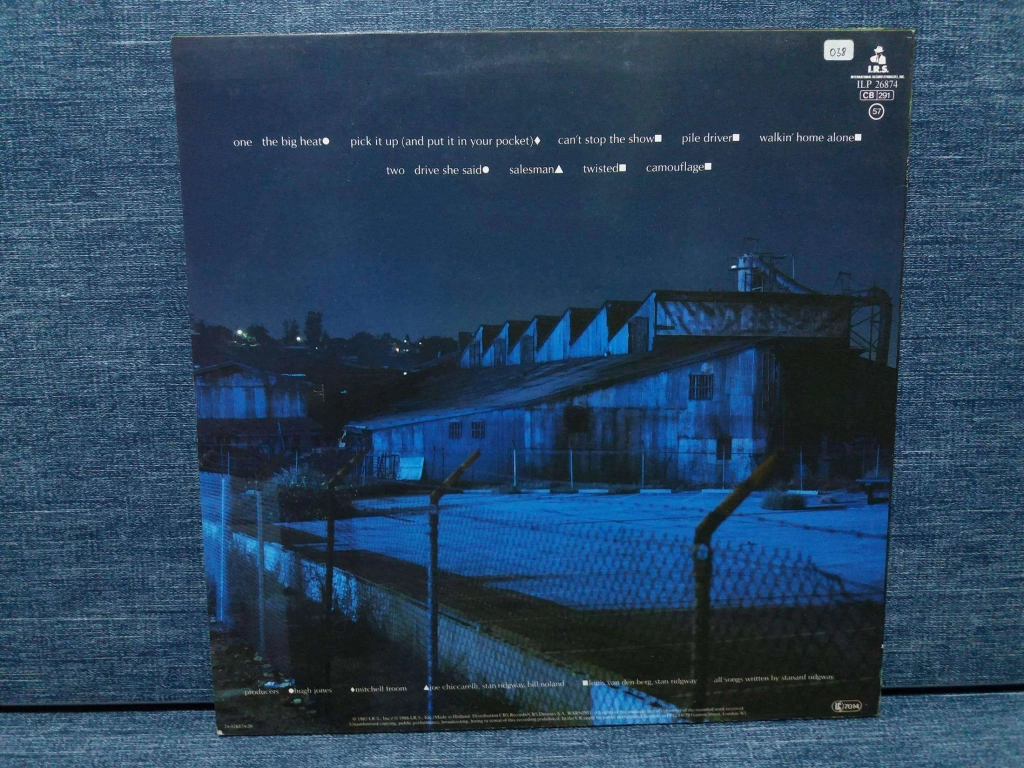 038
I.R.S.
INTERNATIONAL RECORD SYNDICATE, INC.
ILP 26874
CB 291
57
one the big heat● pick it up (and put it in your pocket)♦ can't stop the show■ pile driver■ walkin' home alone■
two drive she said● salesman▲ twisted■ camouflage■
producers ●hugh jones ♦mitchell froom ▲joe chiccarelli, stan ridgway, bill noland ■louis van den berg, stan ridgway all songs written by stanard ridgway
LC 7014